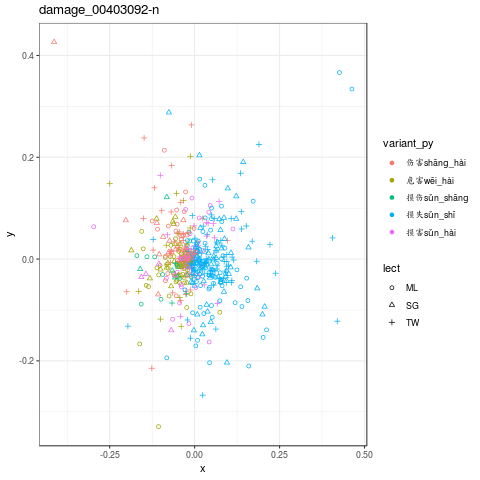 damage_00403092-n
y
0.4
0.2
0.0
-0.2
-0.25
0.00
0.25
0.50
x
variant_py
伤害shāng_hài
危害wēi_hài
损伤sǔn_shāng
损失sǔn_shī
损害sǔn_hài
lect
ML
SG
TW